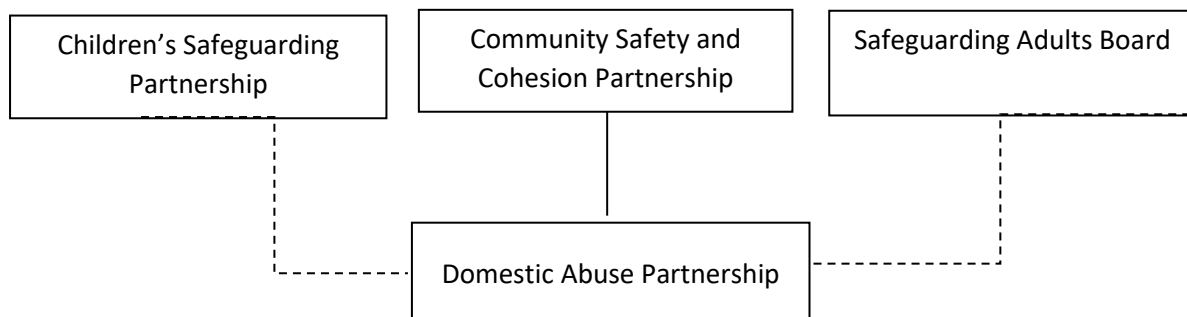 Children’s Safeguarding
Partnership
Community Safety and
Cohesion Partnership
Safeguarding Adults Board
Domestic Abuse Partnership